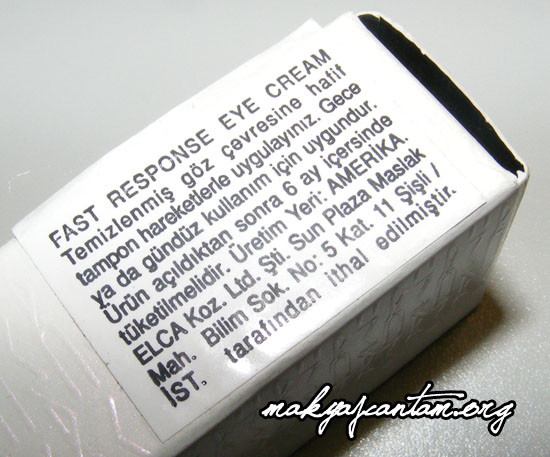 FAST RESPONSE EYE CREAM
Temizlenmiş göz çevresine hafif
tampon hareketlerle uygulayınız. Gece
ya da gündüz kullanım için uygundur.
Ürün açıldıktan sonra 6 ay içersinde
tüketilmelidir. Üretim Yeri: AMERİKA.
ELCA Koz. Ltd. Şti. Sun Plaza Maslak
Mah. Bilim Sok. No: 5 Kat. 11 Şişli /
İST. tarafından ithal edilmiştir.
makyajcantam.org